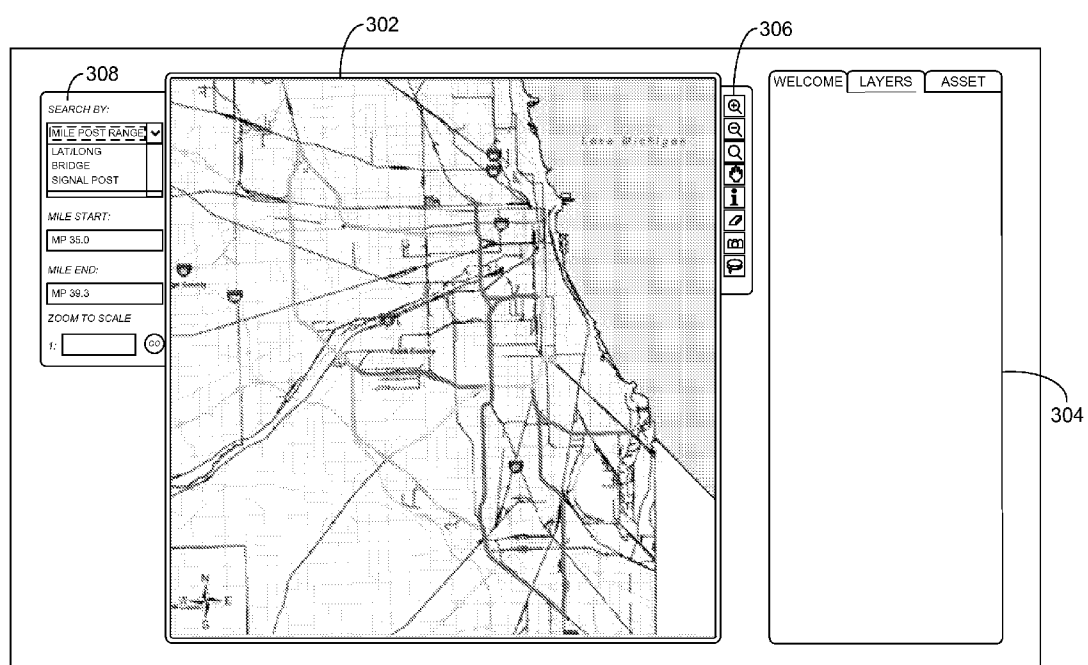 302
306
308
SEARCH BY:
MILE POST RANGE
LAT/LONG
BRIDGE
SIGNAL POST
MILE START:
MP 35.0
MILE END:
MP 39.3
ZOOM TO SCALE
1:
GO
Lake Michigan
N
E
S
i
WELCOME
LAYERS
ASSET
304